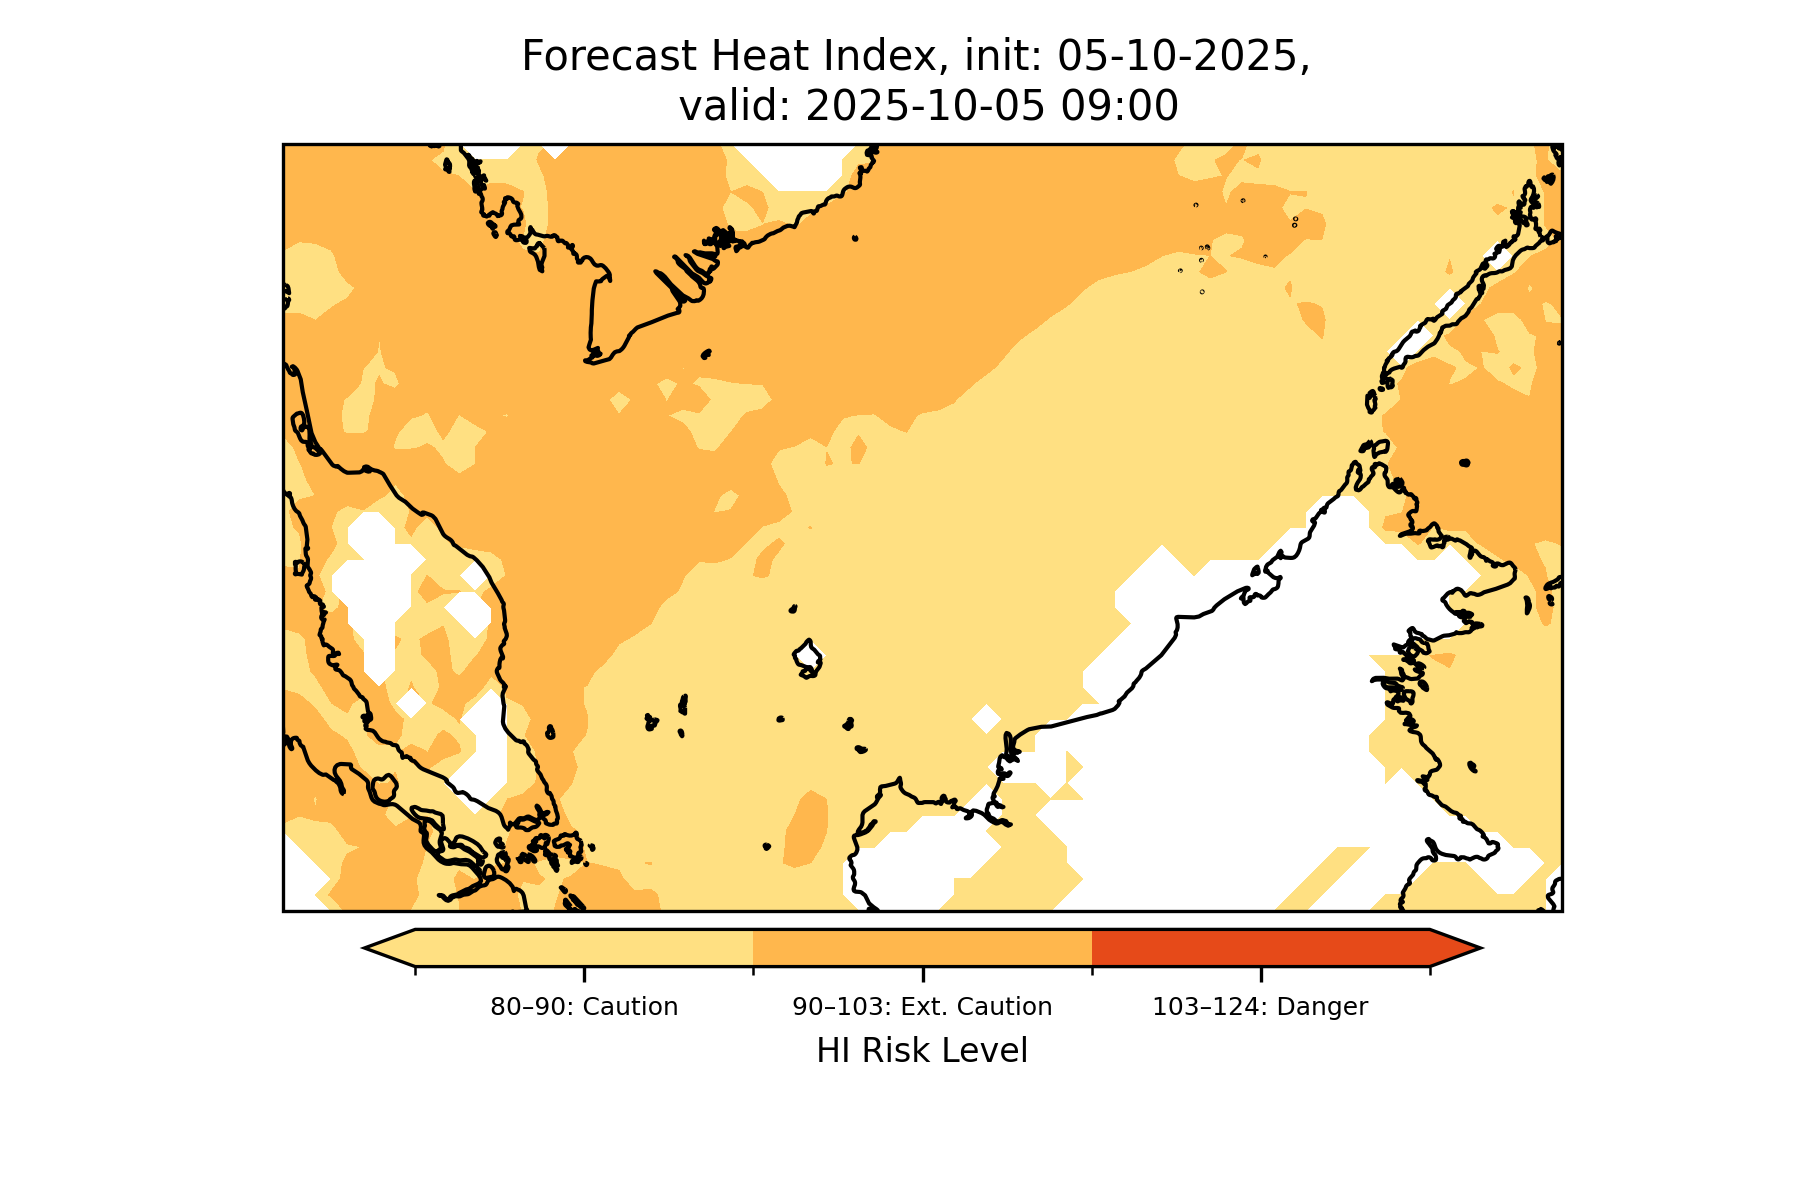 Forecast Heat Index, init: 05-10-2025,
valid: 2025-10-05 09:00
80–90: Caution
90–103: Ext. Caution
103–124: Danger
HI Risk Level